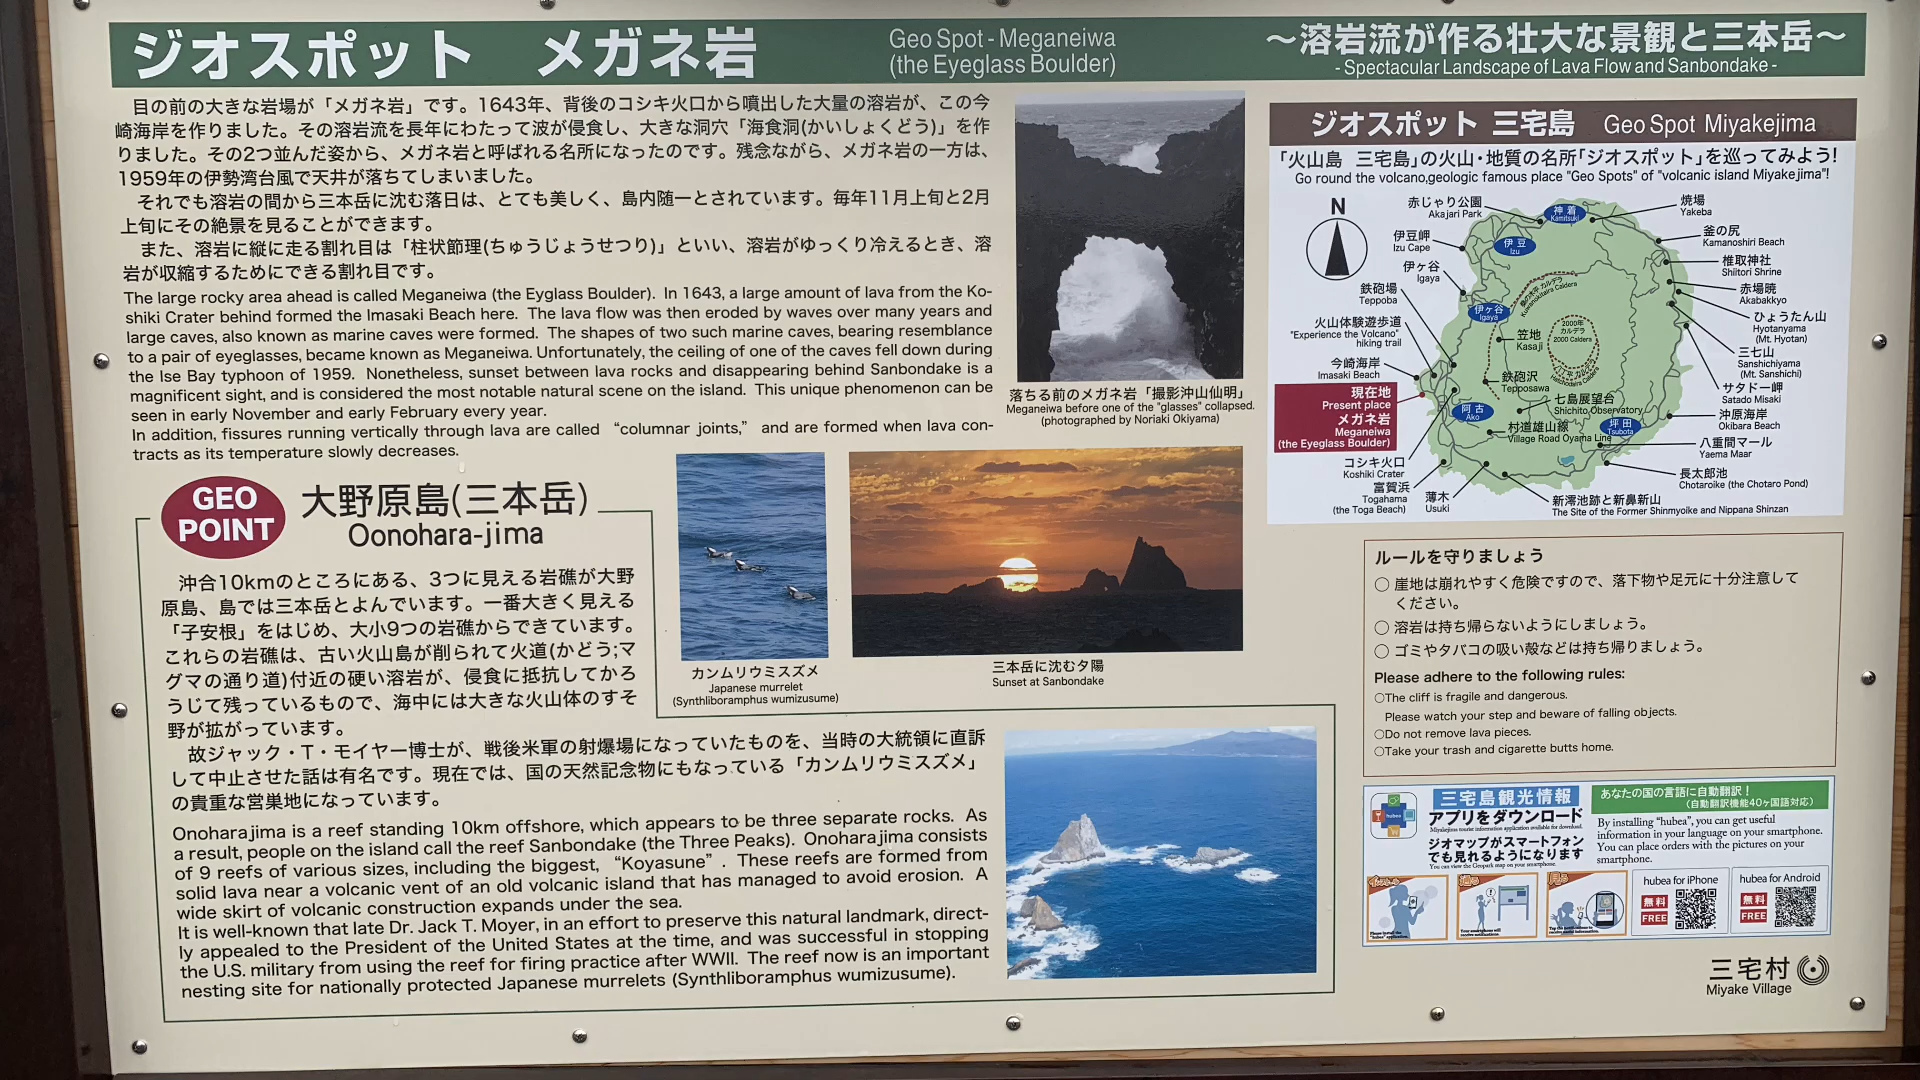 ジオスポット メガネ岩
Geo Spot - Meganeiwa
(the Eyeglass Boulder)
～溶岩流が作る壮大な景観と三本岳～
- Spectacular Landscape of Lava Flow and Sanbondake -
目の前の大きな岩場が「メガネ岩」です。1643年、背後のコシキ火口から噴出した大量の溶岩が、この今
崎海岸を作りました。その溶岩流を長年にわたって波が侵食し、大きな洞穴「海食洞(かいしょくどう)」を作
りました。その2つ並んだ姿から、メガネ岩と呼ばれる名所になったのです。残念ながら、メガネ岩の一方は、
1959年の伊勢湾台風で天井が落ちてしまいました。
それでも溶岩の間から三本岳に沈む落日は、とても美しく、島内随一とされています。毎年11月上旬と2月
上旬にその絶景を見ることができます。
また、溶岩に縦に走る割れ目は「柱状節理(ちゅうじょうせつり)」といい、溶岩がゆっくり冷えるとき、溶
岩が収縮するためにできる割れ目です。
The large rocky area ahead is called Meganeiwa (the Eyglass Boulder). In 1643, a large amount of lava from the Ko-
shiki Crater behind formed the Imasaki Beach here. The lava flow was then eroded by waves over many years and
large caves, also known as marine caves were formed. The shapes of two such marine caves, bearing resemblance
to a pair of eyeglasses, became known as Meganeiwa. Unfortunately, the ceiling of one of the caves fell down during
the Ise Bay typhoon of 1959. Nonetheless, sunset between lava rocks and disappearing behind Sanbondake is a
magnificent sight, and is considered the most notable natural scene on the island. This unique phenomenon can be
seen in early November and early February every year.
In addition, fissures running vertically through lava are called “columnar joints,” and are formed when lava con-
tracts as its temperature slowly decreases.
落ちる前のメガネ岩「撮影沖山仙明」
Meganeiwa before one of the "glasses" collapsed.
(photographed by Noriaki Okiyama)
GEO
POINT
大野原島(三本岳)
Oonohara-jima
沖合10kmのところにある、3つに見える岩礁が大野
原島、島では三本岳とよんでいます。一番大きく見える
「子安根」をはじめ、大小9つの岩礁からできています。
これらの岩礁は、古い火山島が削られて火道(かどう;マ
グマの通り道)付近の硬い溶岩が、侵食に抵抗してかろ
うじて残っているもので、海中には大きな火山体のすそ
野が拡がっています。
故ジャック・T・モイヤー博士が、戦後米軍の射爆場になっていたものを、当時の大統領に直訴
して中止させた話は有名です。現在では、国の天然記念物にもなっている「カンムリウミスズメ」
の貴重な営巣地になっています。
Onoharajima is a reef standing 10km offshore, which appears to be three separate rocks. As
a result, people on the island call the reef Sanbondake (the Three Peaks). Onoharajima consists
of 9 reefs of various sizes, including the biggest, “Koyasune”. These reefs are formed from
solid lava near a volcanic vent of an old volcanic island that has managed to avoid erosion. A
wide skirt of volcanic construction expands under the sea.
It is well-known that late Dr. Jack T. Moyer, in an effort to preserve this natural landmark, direct-
ly appealed to the President of the United States at the time, and was successful in stopping
the U.S. military from using the reef for firing practice after WWII. The reef now is an important
nesting site for nationally protected Japanese murrelets (Synthliboramphus wumizusume).
カンムリウミスズメ
Japanese murrelet
(Synthliboramphus wumizusume)
三本岳に沈む夕陽
Sunset at Sanbondake
ジオスポット 三宅島 Geo Spot Miyakejima
「火山島 三宅島」の火山・地質の名所「ジオスポット」を巡ってみよう!
Go round the volcano,geologic famous place "Geo Spots" of "volcanic island Miyakejima"!
N
赤じゃり公園
Akajari Park
伊豆岬
Izu Cape
伊ヶ谷
Igaya
鉄砲場
Teppoba
火山体験遊歩道
"Experience the Volcano"
hiking trail
今崎海岸
Imasaki Beach
現在地
Present place
メガネ岩
Meganeiwa
(the Eyeglass Boulder)
コシキ火口
Koshiki Crater
富賀浜
Togahama
(the Toga Beach)
薄木
Usuki
神着
Kamitsuki
伊豆
Izu
伊ヶ谷
Igaya
阿古
Ako
坪田
Tsubota
2000年
カルデラ
2000 Caldera
笠地
Kasaji
鉄砲沢
Tepposawa
七島展望台
Shichito Observatory
村道雄山線
Village Road Oyama Line
焼場
Yakeba
釜の尻
Kamanoshiri Beach
椎取神社
Shiitori Shrine
赤場暁
Akabakkyo
ひょうたん山
Hyotanyama
(Mt. Hyotan)
三七山
Sanshichiyama
(Mt. Sanshichi)
サタドー岬
Satado Misaki
沖原海岸
Okibara Beach
八重間マール
Yaema Maar
長太郎池
Chotaroike (the Chotaro Pond)
新澪池跡と新鼻新山
The Site of the Former Shinmyoike and Nippana Shinzan
ルールを守りましょう
○ 崖地は崩れやすく危険ですので、落下物や足元に十分注意して
ください。
○ 溶岩は持ち帰らないようにしましょう。
○ ゴミやタバコの吸い殻などは持ち帰りましょう。
Please adhere to the following rules:
○The cliff is fragile and dangerous.
Please watch your step and beware of falling objects.
○Do not remove lava pieces.
○Take your trash and cigarette butts home.
hubea
三宅島観光情報
アプリをダウンロード
Miyakejima tourist information application available for download.
ジオマップがスマートフォン
でも見れるようになります
You can view the Geopark map on your smartphone.
あなたの国の言語に自動翻訳！
（自動翻訳機能40ヶ国語対応）
By installing “hubea”, you can get useful
information in your language on your smartphone.
You can place orders with the pictures on your
smartphone.
hubea for iPhone
無料
FREE
hubea for Android
無料
FREE
三宅村
Miyake Village